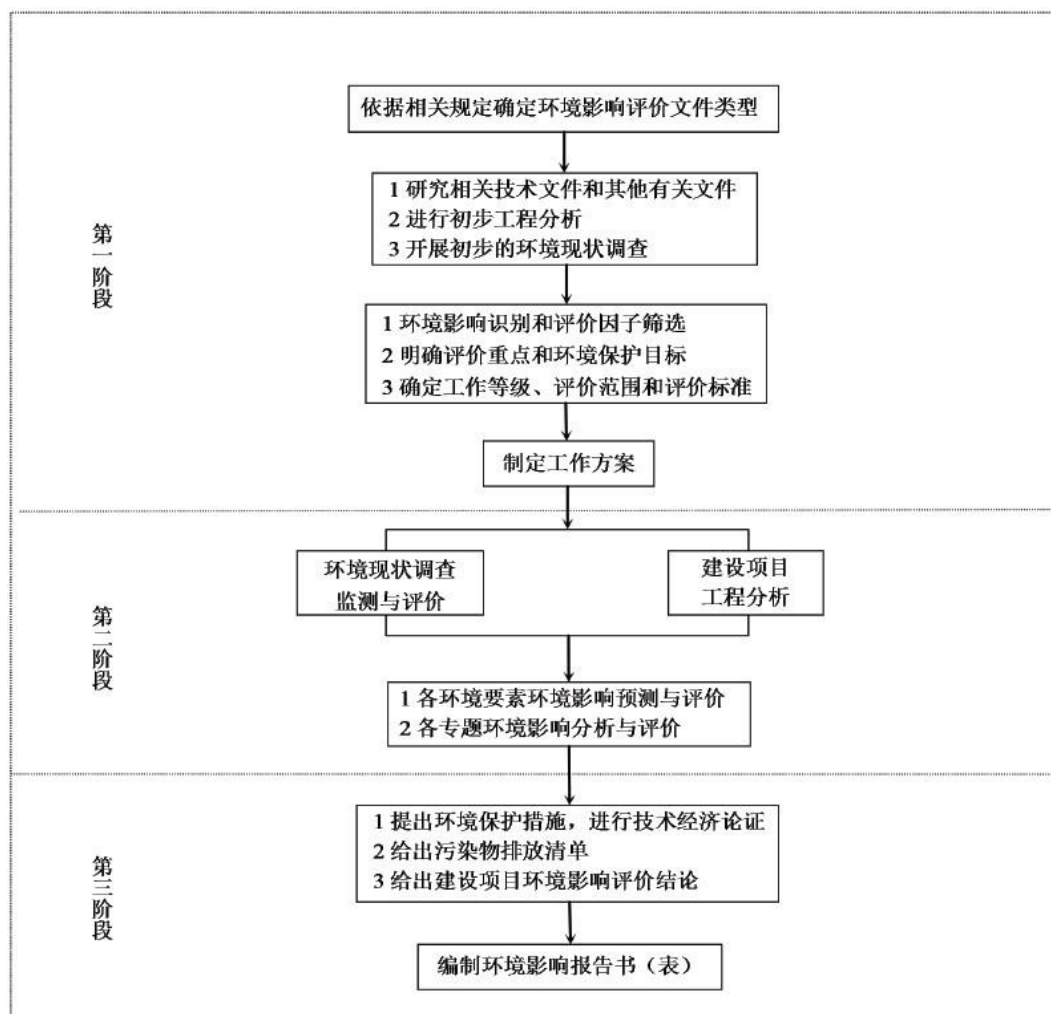 依据相关规定确定环境影响评价文件类型
1 研究相关技术文件和其他有关文件
2 进行初步工程分析
3 开展初步的环境现状调查
第一阶段
1 环境影响识别和评价因子筛选
2 明确评价重点和环境保护目标
3 确定工作等级、评价范围和评价标准
制定工作方案
环境现状调查
监测与评价
建设项目
工程分析
第二阶段
1 各环境要素环境影响预测与评价
2 各专题环境影响分析与评价
1 提出环境保护措施，进行技术经济论证
2 给出污染物排放清单
3 给出建设项目环境影响评价结论
第三阶段
编制环境影响报告书（表）